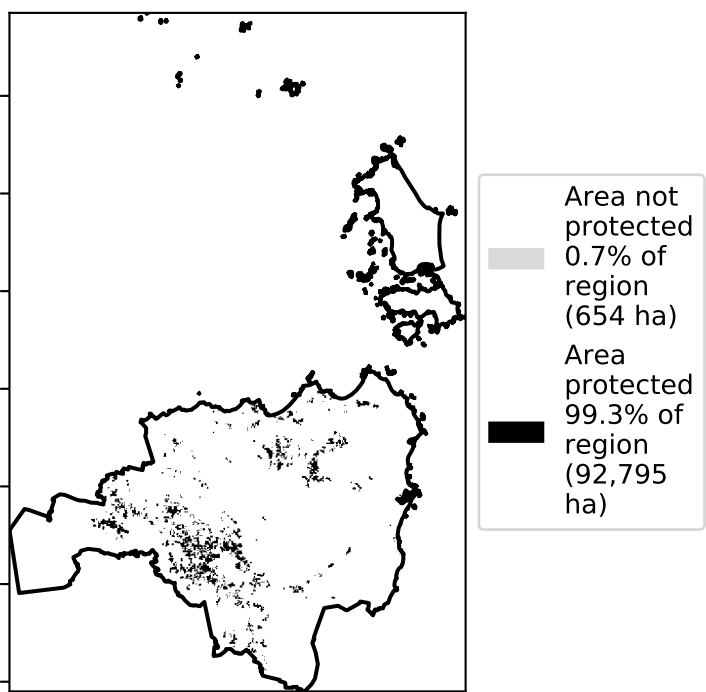 Area not
protected
0.7% of
region
(654 ha)
Area
protected
99.3% of
region
(92,795
ha)